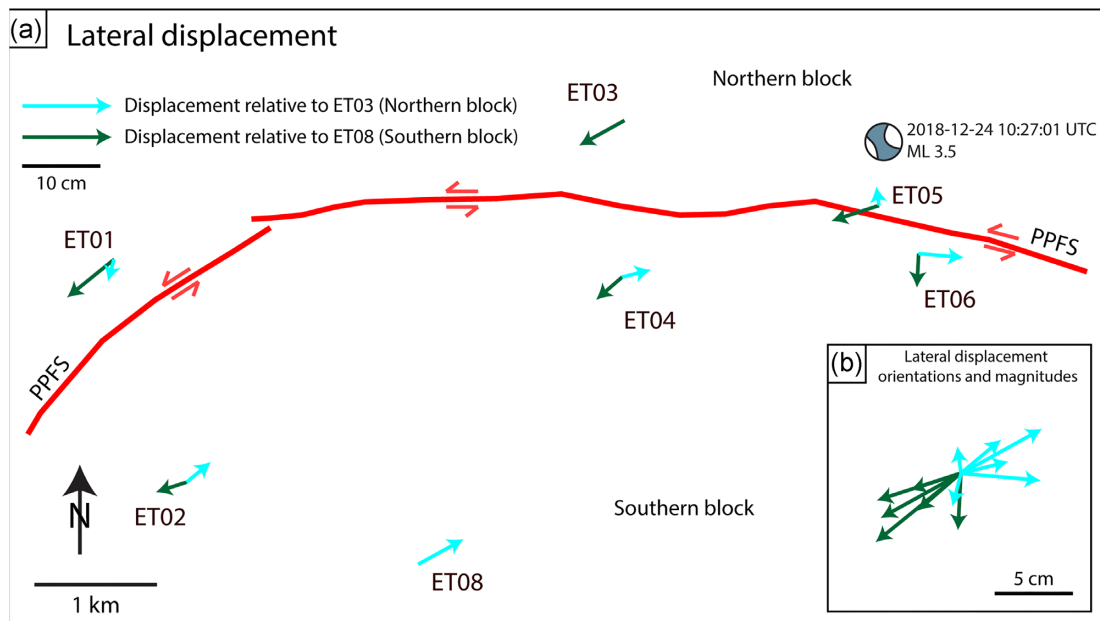 (a) Lateral displacement
Northern block
Displacement relative to ET03 (Northern block)
Displacement relative to ET08 (Southern block)
10 cm
ET03
2018-12-24 10:27:01 UTC
ML 3.5
ET05
ET01
PPFS
ET04
ET06
PPFS
(b)
Lateral displacement
orientations and magnitudes
N
ET02
Southern block
ET08
5 cm
1 km